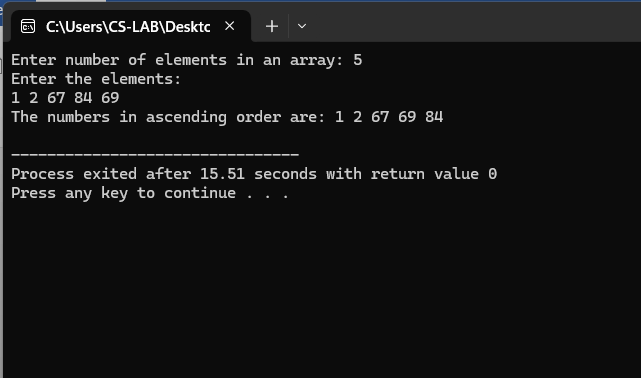 C:\Users\CS-LAB\Desktc
Enter number of elements in an array: 5
Enter the elements:
1 2 67 84 69
The numbers in ascending order are: 1 2 67 69 84
--------------------------------
Process exited after 15.51 seconds with return value 0
Press any key to continue . . .